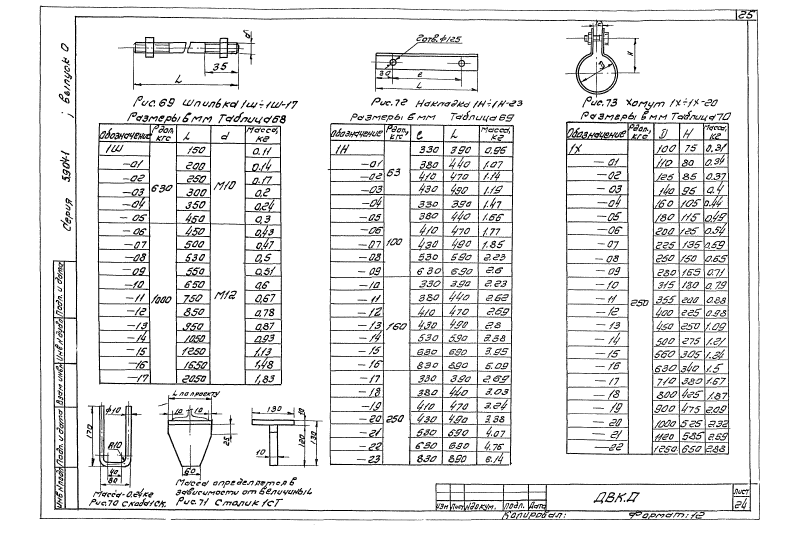 25
Серия 5.904-1 ; Выпуск 0
d
35
L
Рис. 69 Шпилька 1Ш÷1Ш-17
Размеры в мм Таблица 68
Обозначение Рдоп, кгс L d Масса, кг
1Ш 630 150 М10 0,11
-01 200 0,14
-02 250 0,17
-03 300 0,2
-04 350 0,24
-05 450 0,3
-06 1000 450 М12 0,43
-07 500 0,47
-08 530 0,5
-09 550 0,51
-10 650 0,6
-11 750 0,67
-12 850 0,78
-13 950 0,87
-14 1050 0,93
-15 1250 1,13
-16 1650 1,48
-17 2050 1,83
2 отв. ф12,5
30
ℓ
L
Рис. 72 Накладка 1Н÷1Н-23
Размеры в мм Таблица 69
Обозначение Рдоп, кгс ℓ L Масса, кг
1Н 63 330 390 0.96
-01 380 440 1.07
-02 410 470 1.14
-03 430 490 1.19
-04 100 330 390 1.47
-05 380 440 1.66
-06 410 470 1.77
-07 430 490 1.85
-08 530 590 2.23
-09 630 690 2.6
-10 160 330 390 2.23
-11 380 440 2.52
-12 410 470 2.69
-13 430 490 2.8
-14 530 590 3.38
-15 630 690 3.95
-16 830 890 5.09
-17 250 330 390 2.69
-18 380 440 3.03
-19 410 470 3.24
-20 430 490 3.38
-21 530 590 4.07
-22 630 690 4.76
-23 830 890 6.14
H
D
Рис. 73 Хомут 1Х÷1Х-20
Размеры в мм Таблица 70
Обозначение Рдоп, кгс D H Масса, кг
1Х 250 100 75 0.31
-01 110 80 0.34
-02 125 85 0.37
-03 140 95 0.4
-04 160 105 0.44
-05 180 115 0.49
-06 200 125 0.54
-07 225 135 0.59
-08 250 150 0.65
-09 280 165 0.71
-10 315 180 0.79
-11 355 200 0.88
-12 400 225 0.98
-13 450 250 1.09
-14 500 275 1.21
-15 560 305 1.34
-16 630 340 1.5
-17 710 380 1.67
-18 800 425 1.87
-19 900 475 2.09
-20 1000 525 2.32
-21 1120 585 2.59
-22 1250 650 2.88
ф10
170
R10
40
80
Масса-0.24кг
Рис. 70 Скоба 1СК.
L по проекту
10 10
25
60
130
10
10
120
130
Масса определяется в
зависимости от величины L
Рис. 71 Столик 1СТ
Инв.N подл. Подп. и дата Взам инв. Инв.N дубл Подп. и дата
Изм Лит N докум. Подп. Дата
ДВК.Д
Лист
24
Копировал: Формат: 12